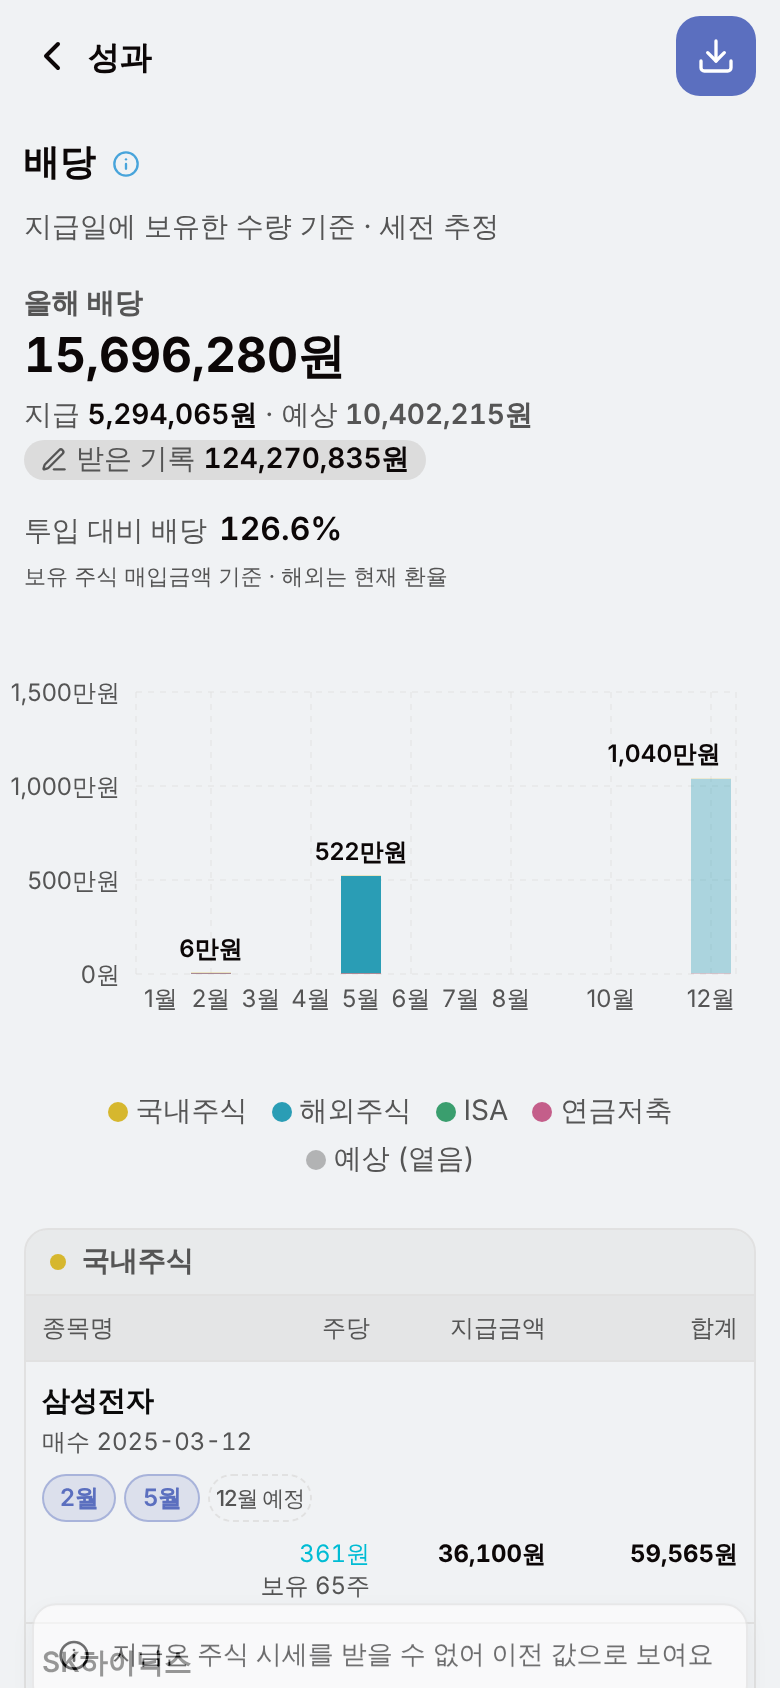 성과
배당
지급일에 보유한 수량 기준 · 세전 추정
올해 배당
15,696,280원
지급 5,294,065원 · 예상 10,402,215원
받은 기록 124,270,835원
투입 대비 배당 126.6%
보유 주식 매입금액 기준 · 해외는 현재 환율
1,500만원
1,000만원
500만원
0원
6만원
522만원
1,040만원
1월 2월 3월 4월 5월 6월 7월 8월 10월 12월
국내주식 해외주식 ISA 연금저축
예상 (옅음)
국내주식
종목명 주당 지급금액 합계
삼성전자
매수 2025-03-12
2월 5월 12월 예정
361원 36,100원 59,565원
보유 65주
SK하이닉스
지금은 주식 시세를 받을 수 없어 이전 값으로 보여요